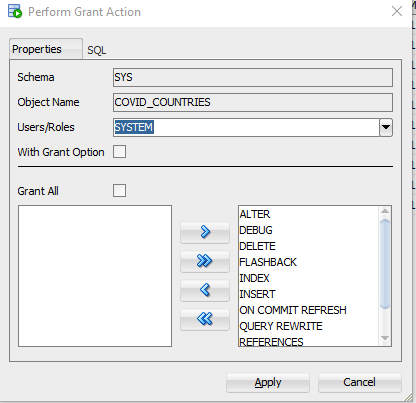 Perform Grant Action
Properties
SQL
Schema
SYS
Object Name
COVID_COUNTRIES
Users/Roles
SYSTEM
With Grant Option
Grant All
ALTER
DEBUG
DELETE
FLASHBACK
INDEX
INSERT
ON COMMIT REFRESH
QUERY REWRITE
REFERENCES
Apply
Cancel